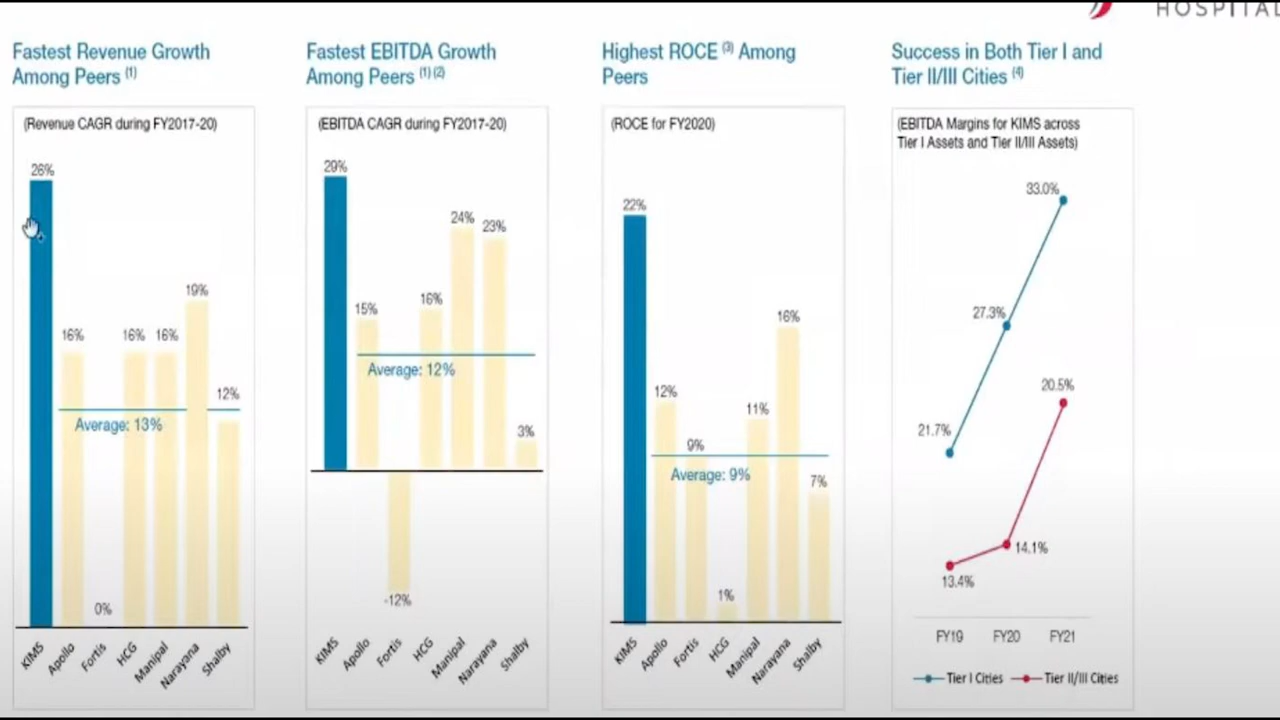 HOSPITAL
Fastest Revenue Growth
Among Peers (1)
(Revenue CAGR during FY2017-20)
26%
16%
0%
16%
16%
19%
12%
Average: 13%
KIMS
Apollo
Fortis
HCG
Manipal
Narayana
Shalby
Fastest EBITDA Growth
Among Peers (1) (2)
(EBITDA CAGR during FY2017-20)
29%
15%
-12%
16%
24%
23%
3%
Average: 12%
KIMS
Apollo
Fortis
HCG
Manipal
Narayana
Shalby
Highest ROCE (3) Among
Peers
(ROCE for FY2020)
22%
12%
9%
1%
11%
16%
7%
Average: 9%
KIMS
Apollo
Fortis
HCG
Manipal
Narayana
Shalby
Success in Both Tier I and
Tier II/III Cities (4)
(EBITDA Margins for KIMS across
Tier I Assets and Tier II/III Assets)
33.0%
27.3%
21.7%
20.5%
14.1%
13.4%
FY19 FY20 FY21
Tier I Cities Tier II/III Cities